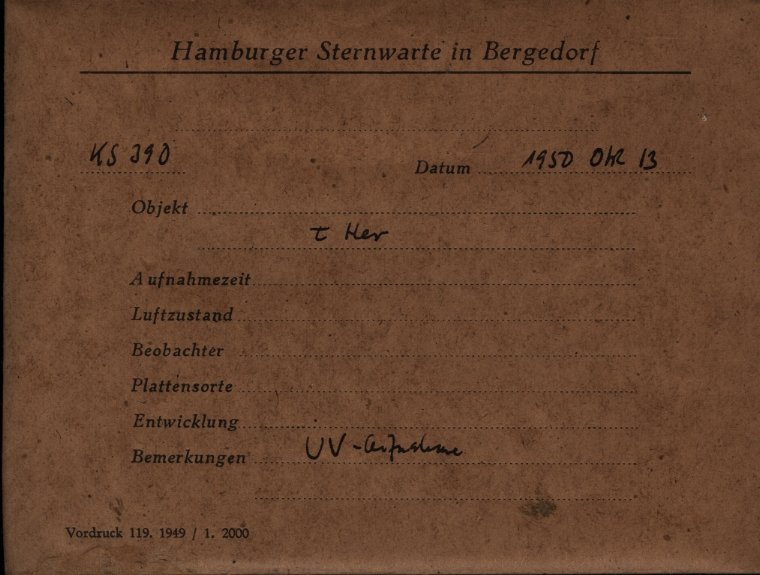 Hamburger Sternwarte in Bergedorf
KS 390 Datum 1950 Okt 13
Objekt
τ Her
Aufnahmezeit
Luftzustand
Beobachter
Plattensorte
Entwicklung
Bemerkungen UV-Aufnahme
Vordruck 119. 1949 / 1. 2000